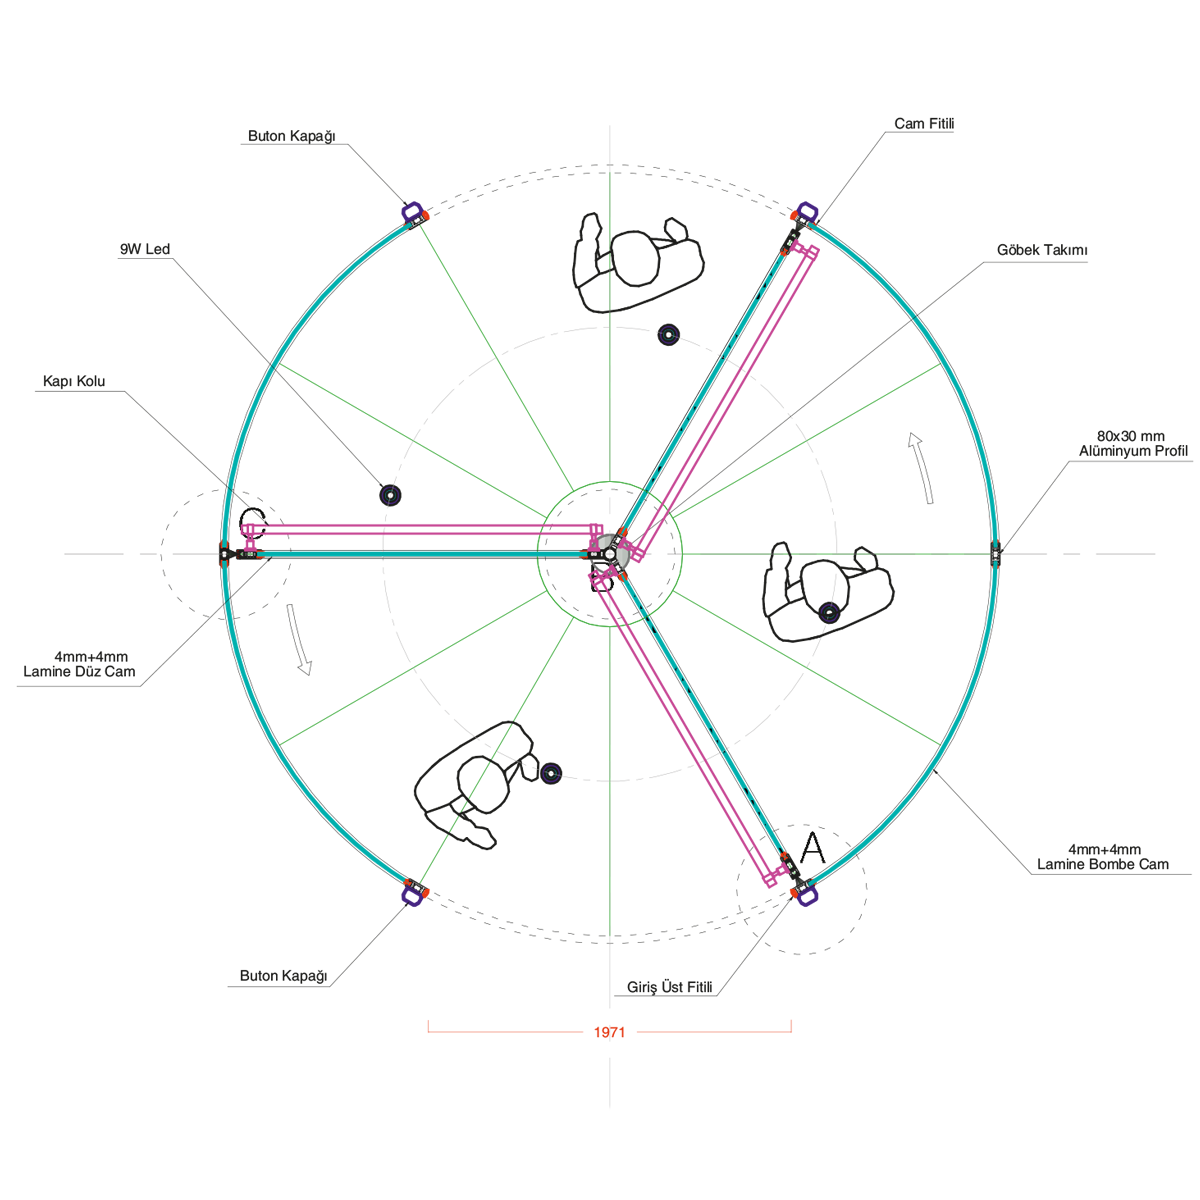 Cam Fitili
Buton Kapağı
9W Led
Göbek Takımı
Kapı Kolu
80x30 mm
Alüminyum Profil
C
4mm+4mm
Lamine Düz Cam
A
4mm+4mm
Lamine Bombe Cam
Buton Kapağı
Giriş Üst Fitili
1971